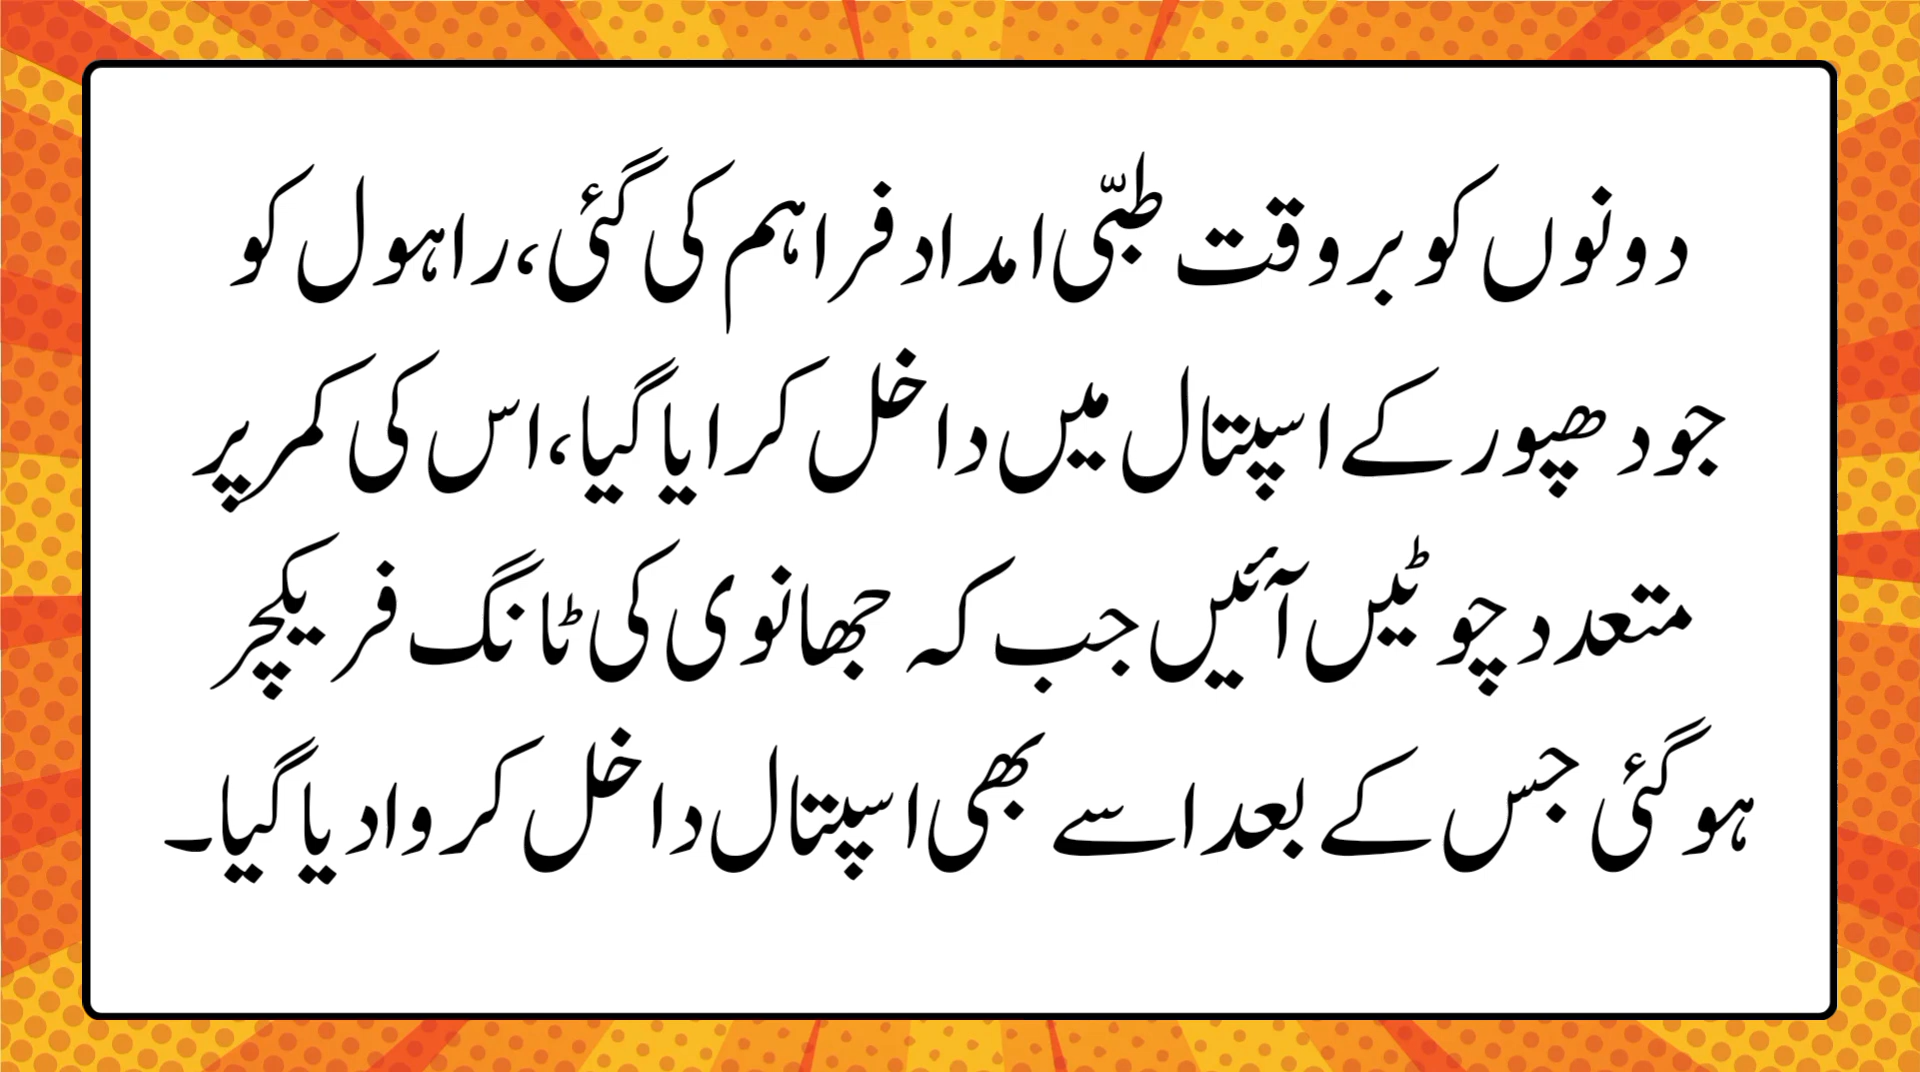 دونوں کو بروقت طبّی امداد فراہم کی گئی، راہول کو
جودھپور کے اسپتال میں داخل کرایا گیا، اس کی کمر پر
متعدد چوٹیں آئیں جب کہ جھانوی کی ٹانگ فریکچر
ہوگئی جس کے بعد اسے بھی اسپتال داخل کروا دیا گیا۔